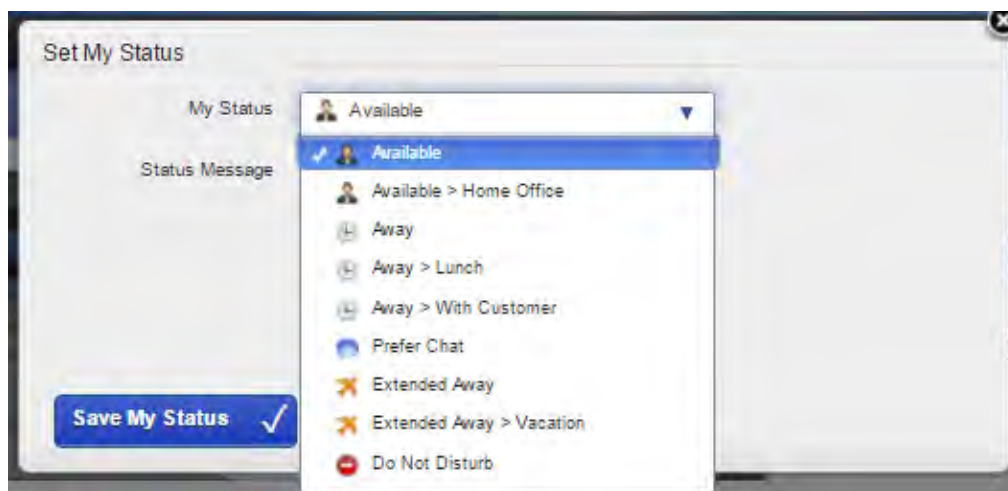 Set My Status
My Status
Available
Available
Status Message
Available > Home Office
Away
Away > Lunch
Away > With Customer
Prefer Chat
Extended Away
Save My Status
Extended Away > Vacation
Do Not Disturb